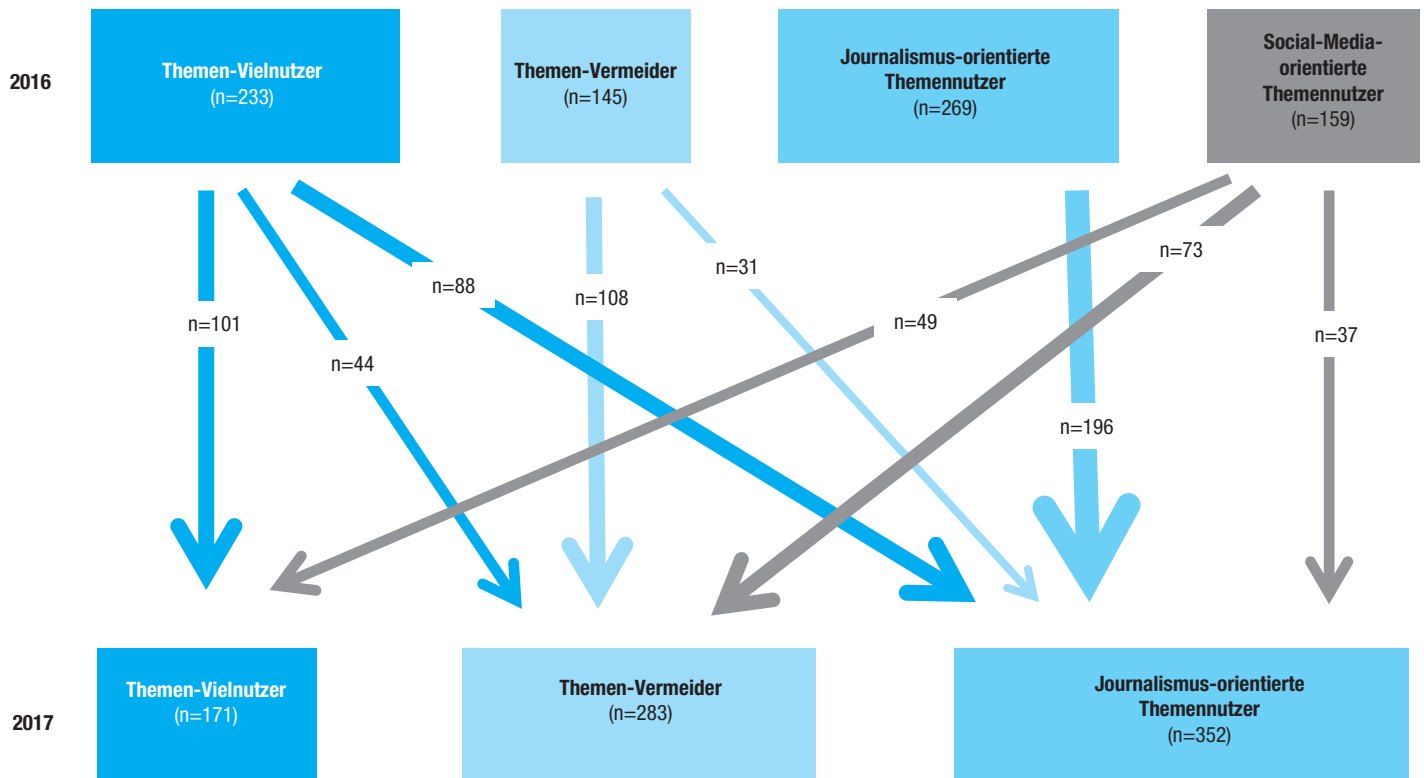 2016
Themen-Vielnutzer
(n=233)
Themen-Vermeider
(n=145)
Journalismus-orientierte
Themennutzer
(n=269)
Social-Media-
orientierte
Themennutzer
(n=159)
n=101
n=44
n=88
n=108
n=31
n=49
n=196
n=73
n=37
2017
Themen-Vielnutzer
(n=171)
Themen-Vermeider
(n=283)
Journalismus-orientierte
Themennutzer
(n=352)